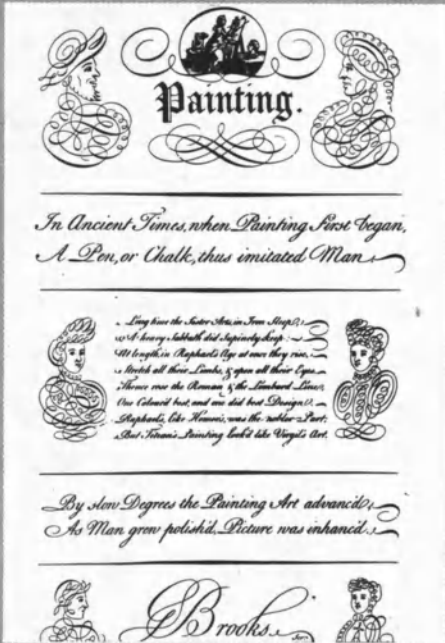 Painting.
In Ancient Times, when Painting first began,
A Pen, or Chalk, thus imitated Man
Long time the Sister Arts, in Iron Sleep,
A heavy Sabbath did Supinely keep:
At length, in Raphael's Age at once they rise,
Stretch all their Limbs, & open all their Eyes.
Thence rose the Roman & the Lombard Line,
One Colour'd best, and one did best Design.
Raphael's, like Homer's, was the nobler Part;
But Titian's Painting look'd like Virgil's Art.
By slow Degrees the Painting Art advanc'd,
As Man grew polish'd, Picture was inhanc'd.
Brooks